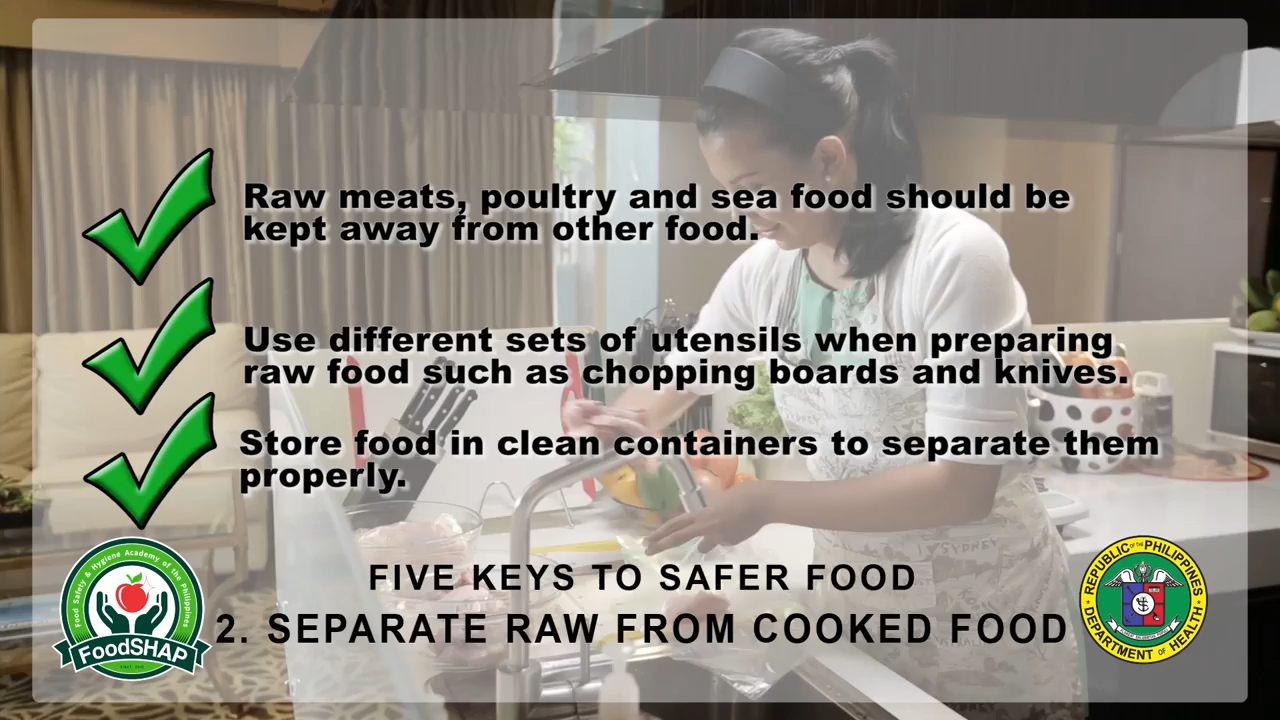 Raw meats, poultry and sea food should be
kept away from other food.
Use different sets of utensils when preparing
raw food such as chopping boards and knives.
Store food in clean containers to separate them
properly.
FIVE KEYS TO SAFER FOOD
2. SEPARATE RAW FROM COOKED FOOD
Food Safety & Hygiene Academy of the Philippines
FoodSHAP
REPUBLIC OF THE PHILIPPINES
DEPARTMENT OF HEALTH
SYDNEY
I SYDNEY